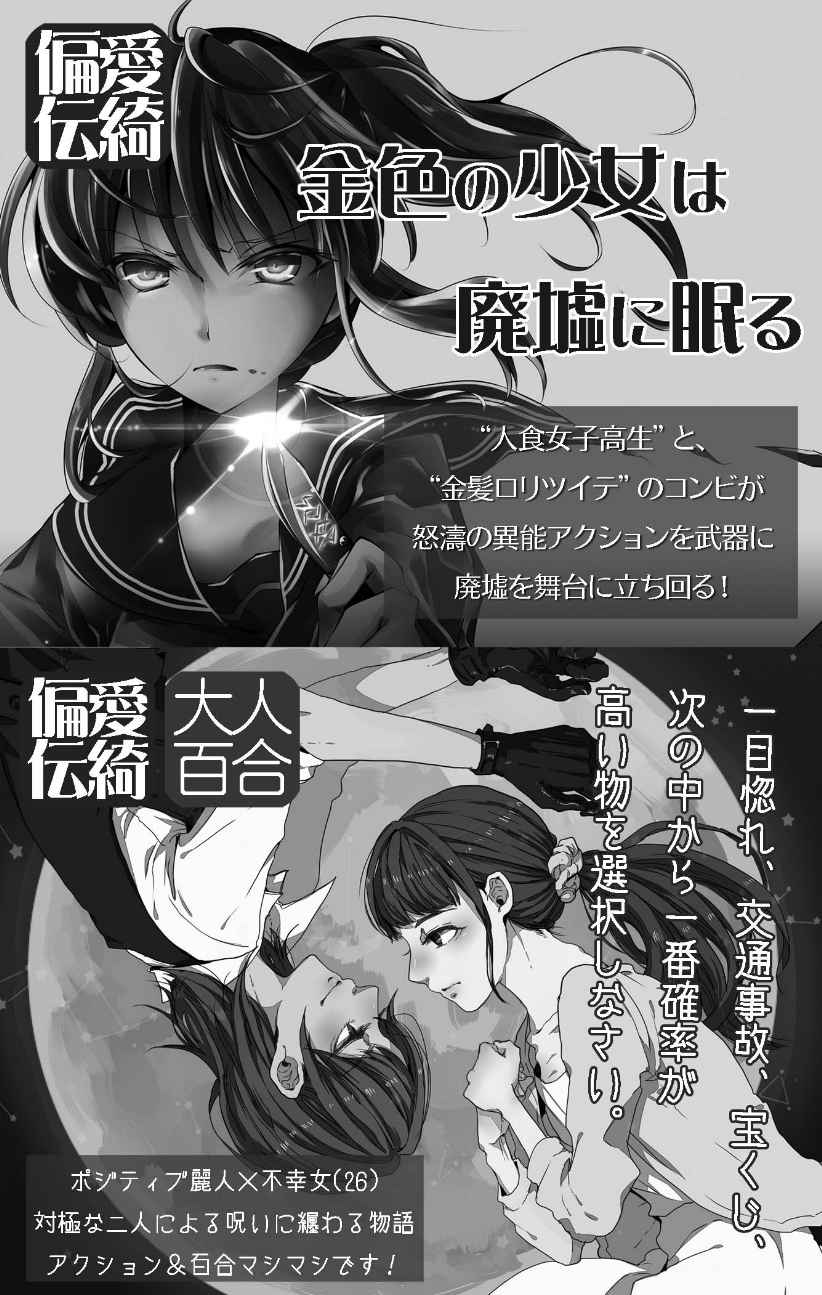 偏愛
伝綺
金色の少女は
廃墟に眠る
“人食女子高生”と、
“金髪ロリツイテ”のコンビが
怒濤の異能アクションを武器に
廃墟を舞台に立ち回る！
偏愛
伝綺
大人
百合
一目惚れ、交通事故、宝くじ、
次の中から一番確率が
高い物を選択しなさい。
ポジティブ麗人×不幸女(26)
対極な二人による呪いに纏わる物語
アクション＆百合マシマシです！